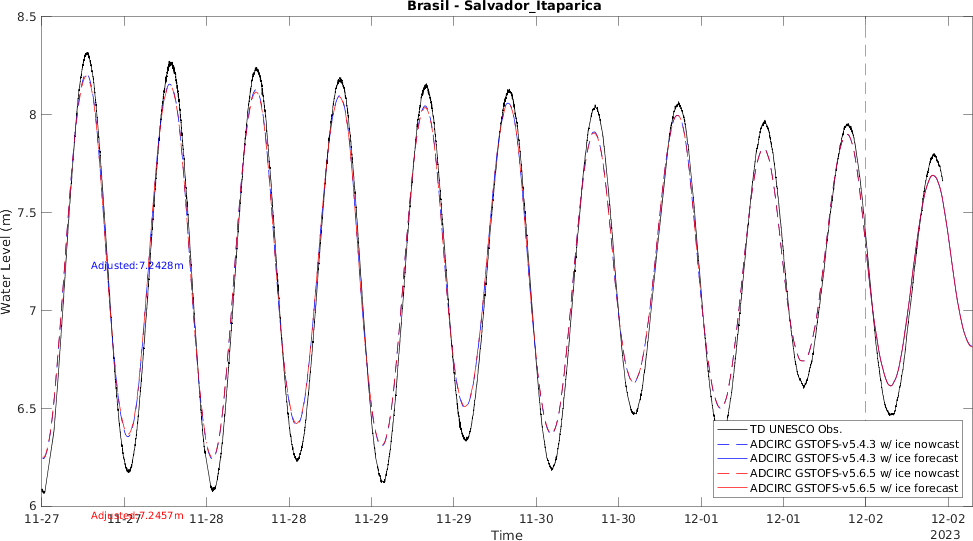 Brasil - Salvador_Itaparica
8.5
8
7.5
7
6.5
6
Water Level (m)
Adjusted:7.2428m
Adjusted:7.2457m
TD UNESCO Obs.
ADCIRC GSTOFS-v5.4.3 w/ ice nowcast
ADCIRC GSTOFS-v5.4.3 w/ ice forecast
ADCIRC GSTOFS-v5.6.5 w/ ice nowcast
ADCIRC GSTOFS-v5.6.5 w/ ice forecast
11-27 11-27 11-28 11-28 11-29 11-29 11-30 11-30 12-01 12-01 12-02 12-02
2023
Time